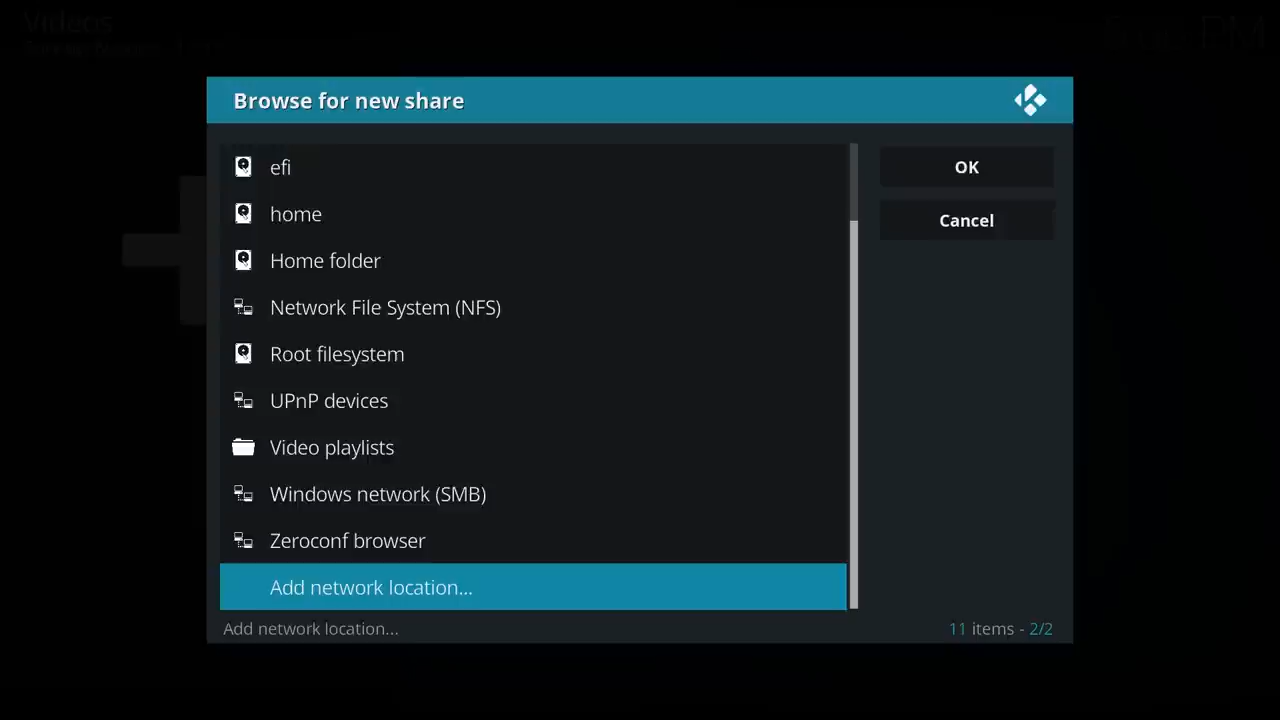 Videos
Browse for new share
efi
home
Home folder
Network File System (NFS)
Root filesystem
UPnP devices
Video playlists
Windows network (SMB)
Zeroconf browser
Add network location...
OK
Cancel
Add network location...
11 items - 2/2